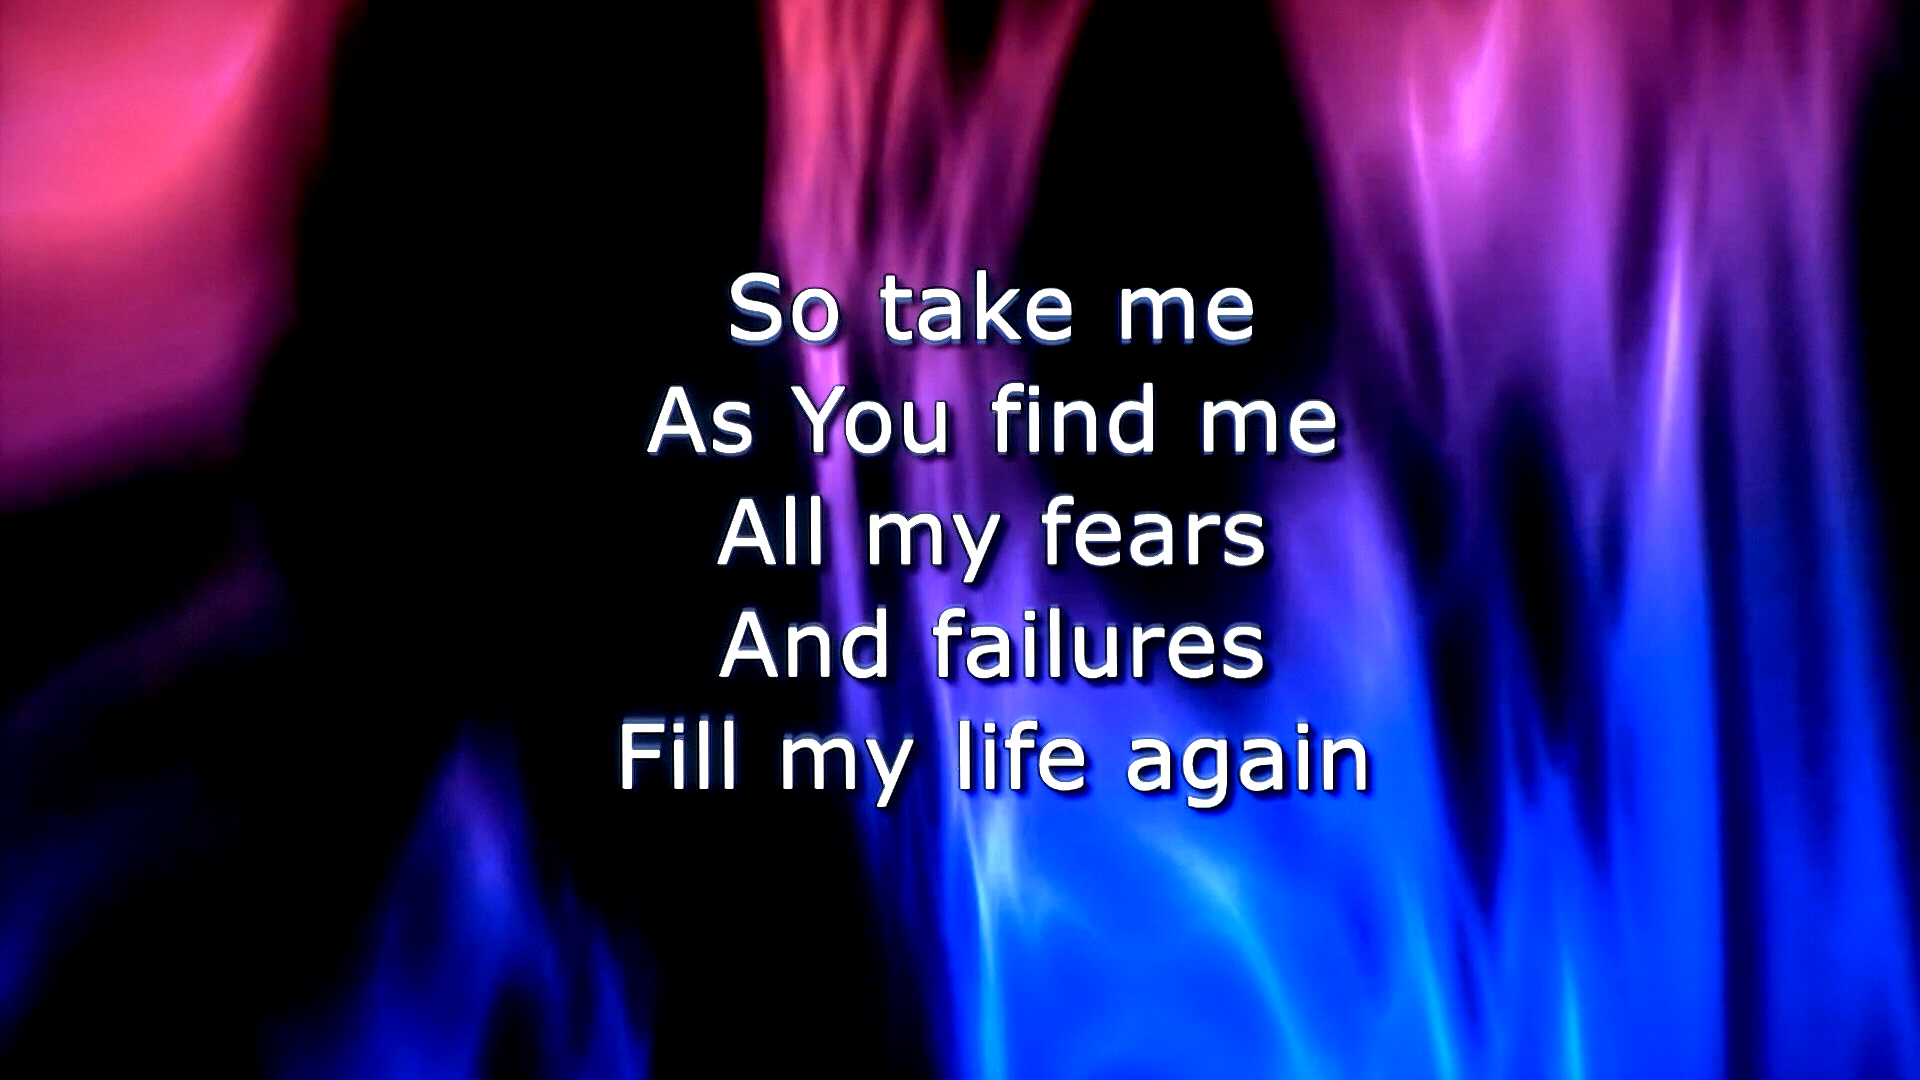 So take me
As You find me
All my fears
And failures
Fill my life again